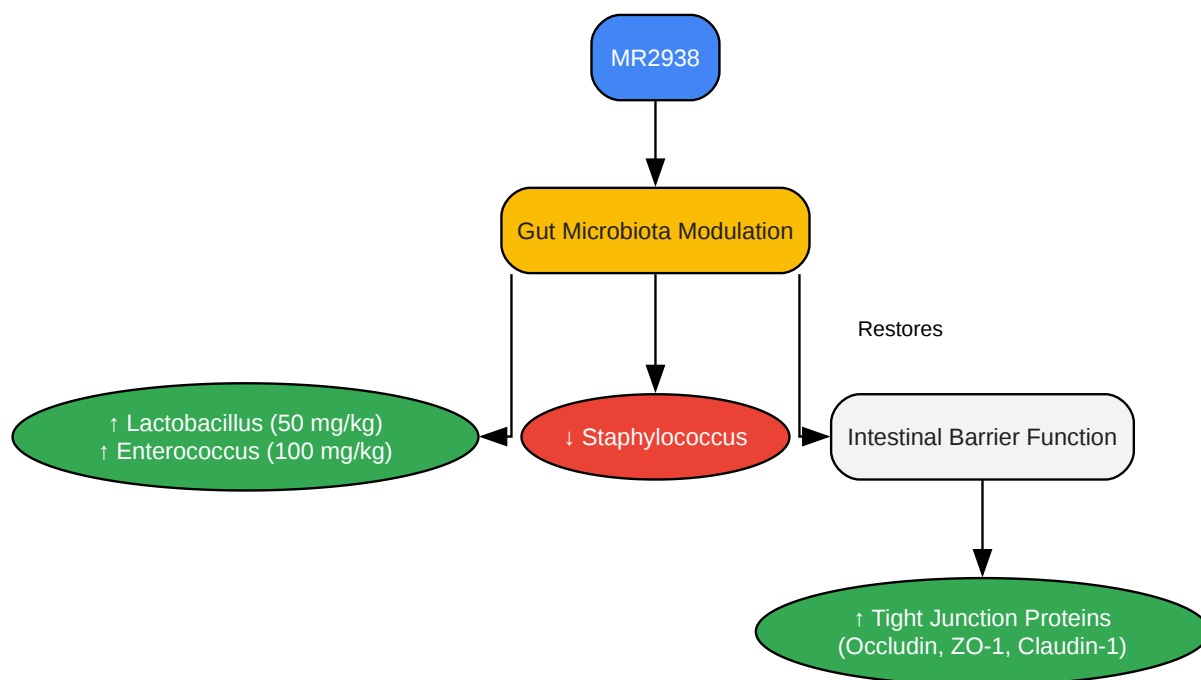 MR2938
Gut Microbiota Modulation
Restores
↑ Lactobacillus (50 mg/kg)
↑ Enterococcus (100 mg/kg)
↓ Staphylococcus
Intestinal Barrier Function
↑ Tight Junction Proteins
(Occludin, ZO-1, Claudin-1)